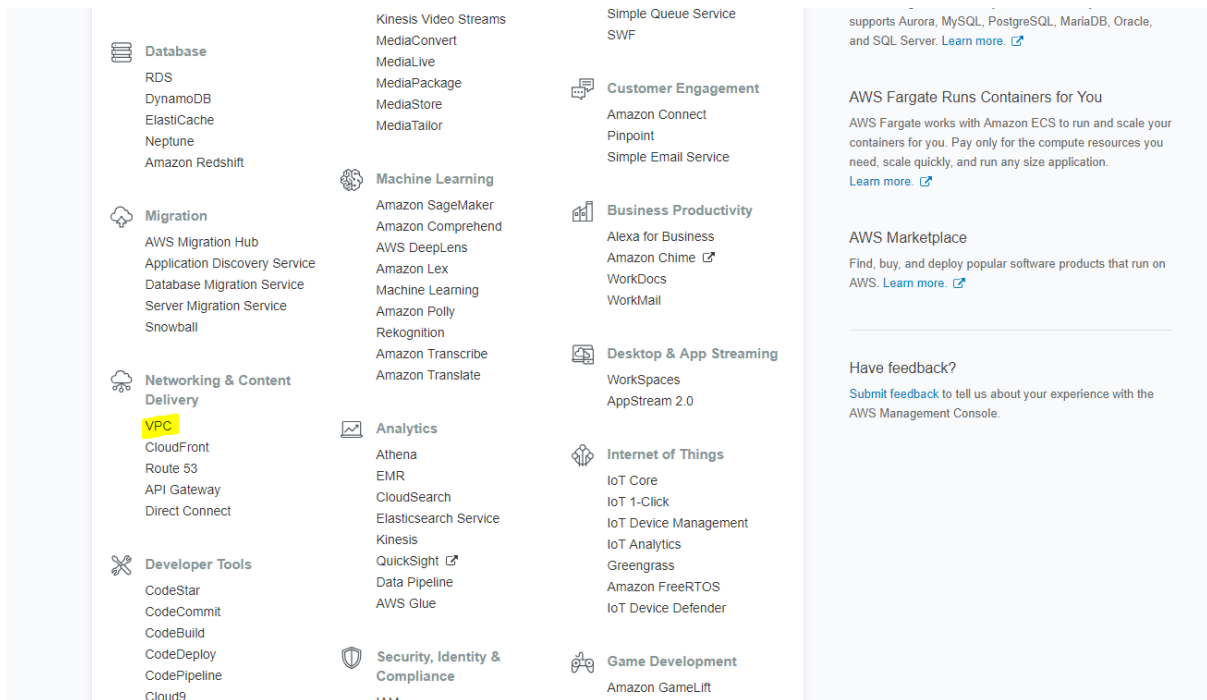 Database
RDS
DynamoDB
ElastiCache
Neptune
Amazon Redshift
Migration
AWS Migration Hub
Application Discovery Service
Database Migration Service
Server Migration Service
Snowball
Networking & Content
Delivery
VPC
CloudFront
Route 53
API Gateway
Direct Connect
Developer Tools
CodeStar
CodeCommit
CodeBuild
CodeDeploy
CodePipeline
Cloud9
Kinesis Video Streams
MediaConvert
MediaLive
MediaPackage
MediaStore
MediaTailor
Machine Learning
Amazon SageMaker
Amazon Comprehend
AWS DeepLens
Amazon Lex
Machine Learning
Amazon Polly
Rekognition
Amazon Transcribe
Amazon Translate
Analytics
Athena
EMR
CloudSearch
Elasticsearch Service
Kinesis
QuickSight
Data Pipeline
AWS Glue
Security, Identity &
Compliance
IAM
Simple Queue Service
SWF
Customer Engagement
Amazon Connect
Pinpoint
Simple Email Service
Business Productivity
Alexa for Business
Amazon Chime
WorkDocs
WorkMail
Desktop & App Streaming
WorkSpaces
AppStream 2.0
Internet of Things
IoT Core
IoT 1-Click
IoT Device Management
IoT Analytics
Greengrass
Amazon FreeRTOS
IoT Device Defender
Game Development
Amazon GameLift
supports Aurora, MySQL, PostgreSQL, MariaDB, Oracle,
and SQL Server. Learn more.
AWS Fargate Runs Containers for You
AWS Fargate works with Amazon ECS to run and scale your
containers for you. Pay only for the compute resources you
need, scale quickly, and run any size application.
Learn more.
AWS Marketplace
Find, buy, and deploy popular software products that run on
AWS. Learn more.
Have feedback?
Submit feedback to tell us about your experience with the
AWS Management Console.